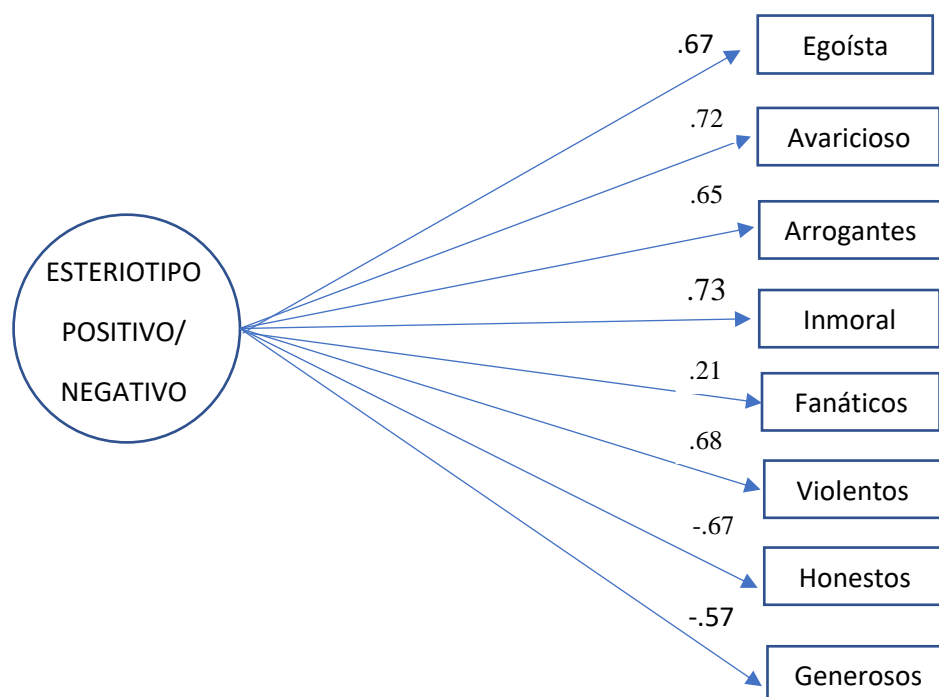 .67
Egoísta
.72
Avaricioso
.65
Arrogantes
ESTERIOTIPO
POSITIVO/
NEGATIVO
.73
Inmoral
.21
Fanáticos
.68
Violentos
-.67
Honestos
-.57
Generosos